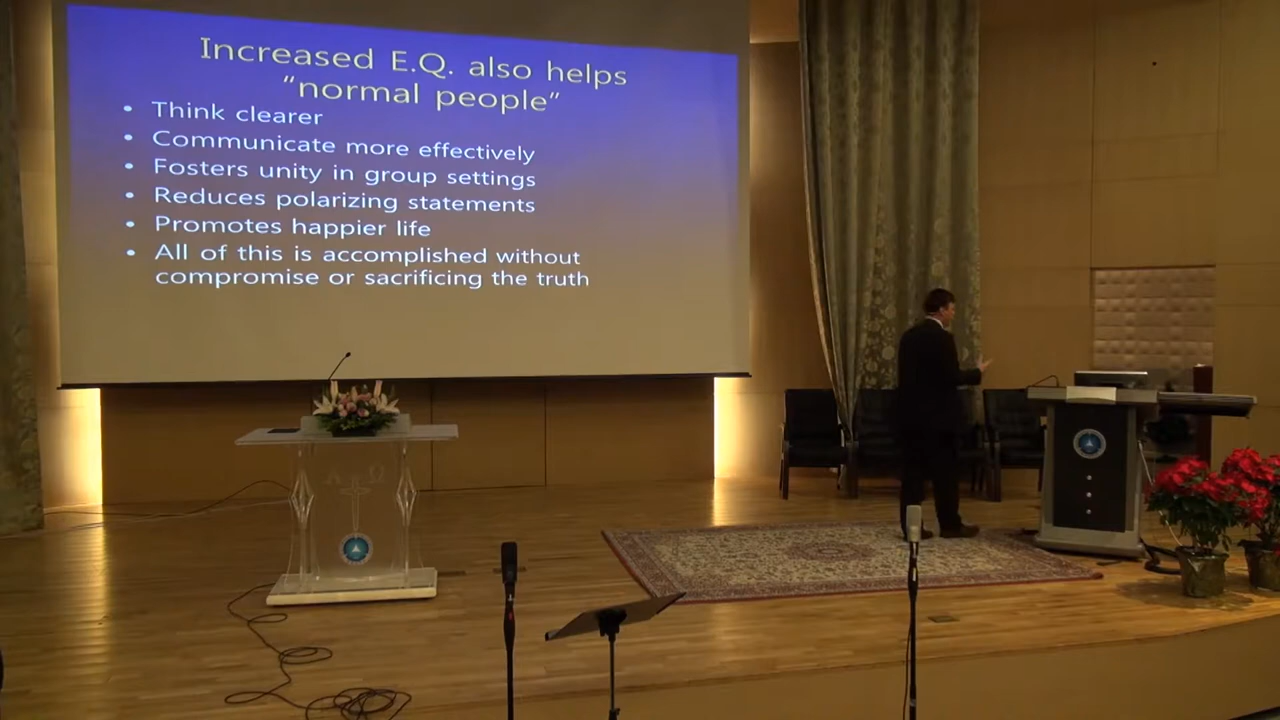 Increased E.Q. also helps
"normal people"
• Think clearer
• Communicate more effectively
• Fosters unity in group settings
• Reduces polarizing statements
• Promotes happier life
• All of this is accomplished without
compromise or sacrificing the truth
Α Ω